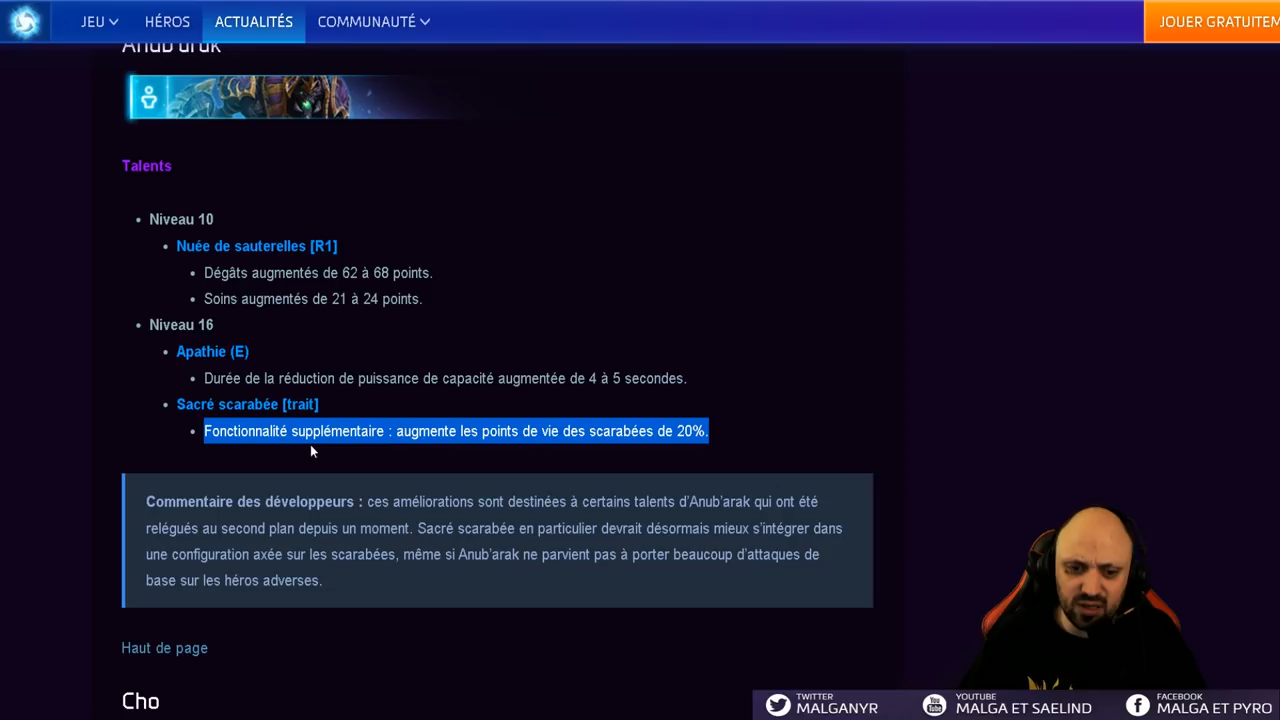 JEU HÉROS ACTUALITÉS COMMUNAUTÉ JOUER GRATUITEM
Anub'arak
Talents
• Niveau 10
• Nuée de sauterelles [R1]
• Dégâts augmentés de 62 à 68 points.
• Soins augmentés de 21 à 24 points.
• Niveau 16
• Apathie (E)
• Durée de la réduction de puissance de capacité augmentée de 4 à 5 secondes.
• Sacré scarabée [trait]
• Fonctionnalité supplémentaire : augmente les points de vie des scarabées de 20%.
Commentaire des développeurs : ces améliorations sont destinées à certains talents d'Anub'arak qui ont été
relégués au second plan depuis un moment. Sacré scarabée en particulier devrait désormais mieux s'intégrer dans
une configuration axée sur les scarabées, même si Anub'arak ne parvient pas à porter beaucoup d'attaques de
base sur les héros adverses.
Haut de page
Cho
TWITTER
MALGANYR
You Tube
YOUTUBE
MALGA ET SAELIND
FACEBOOK
MALGA ET PYRO